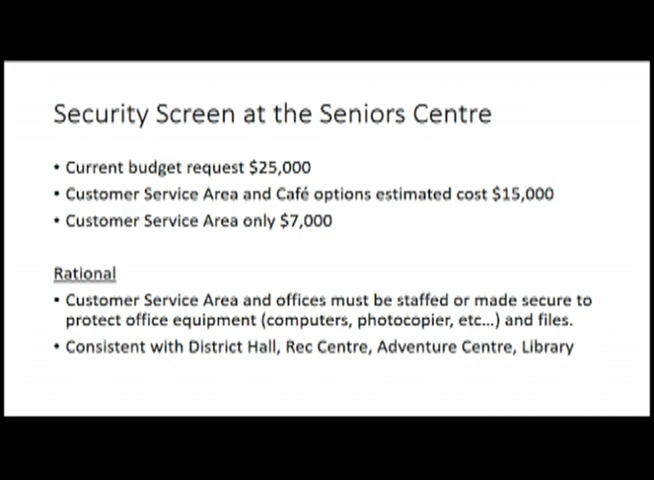 Security Screen at the Seniors Centre
• Current budget request $25,000
• Customer Service Area and Café options estimated cost $15,000
• Customer Service Area only $7,000
Rational
• Customer Service Area and offices must be staffed or made secure to
protect office equipment (computers, photocopier, etc...) and files.
• Consistent with District Hall, Rec Centre, Adventure Centre, Library